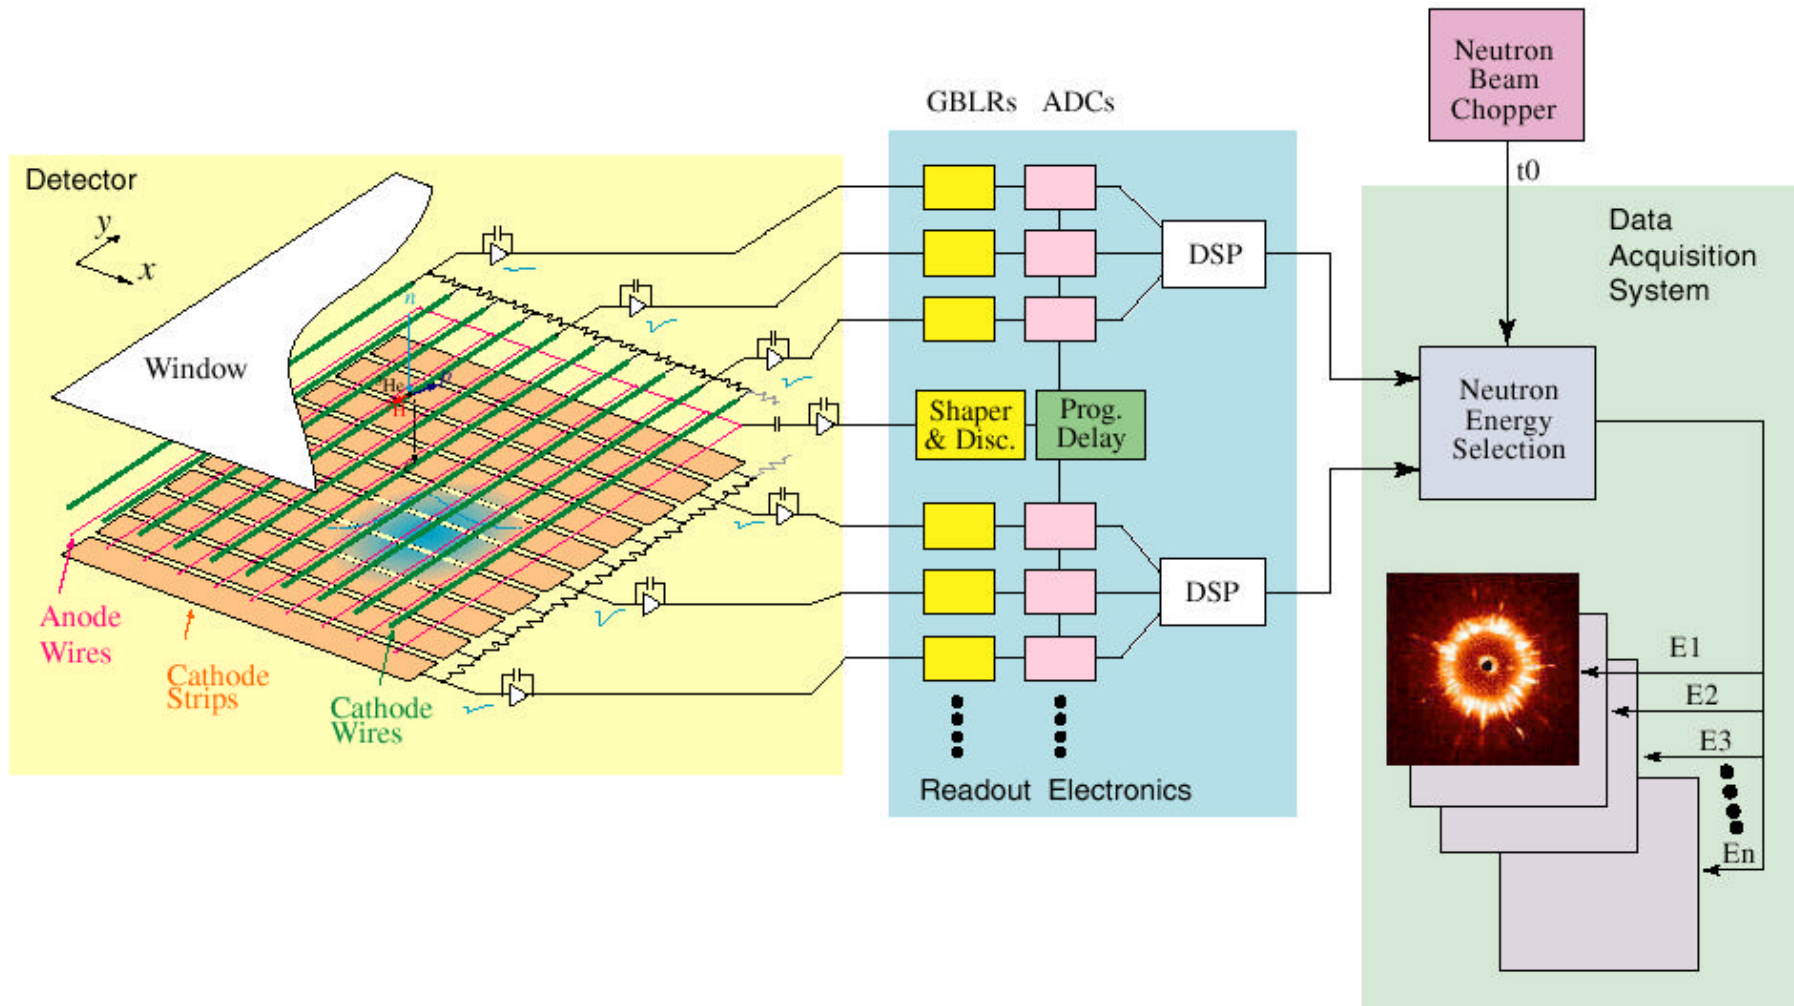 Detector
y
x
Window
n
He
p
Anode
Wires
Cathode
Strips
Cathode
Wires
GBLRs
ADCs
DSP
Shaper
& Disc.
Prog.
Delay
DSP
Readout Electronics
Neutron
Beam
Chopper
t0
Data
Acquisition
System
Neutron
Energy
Selection
E1
E2
E3
En